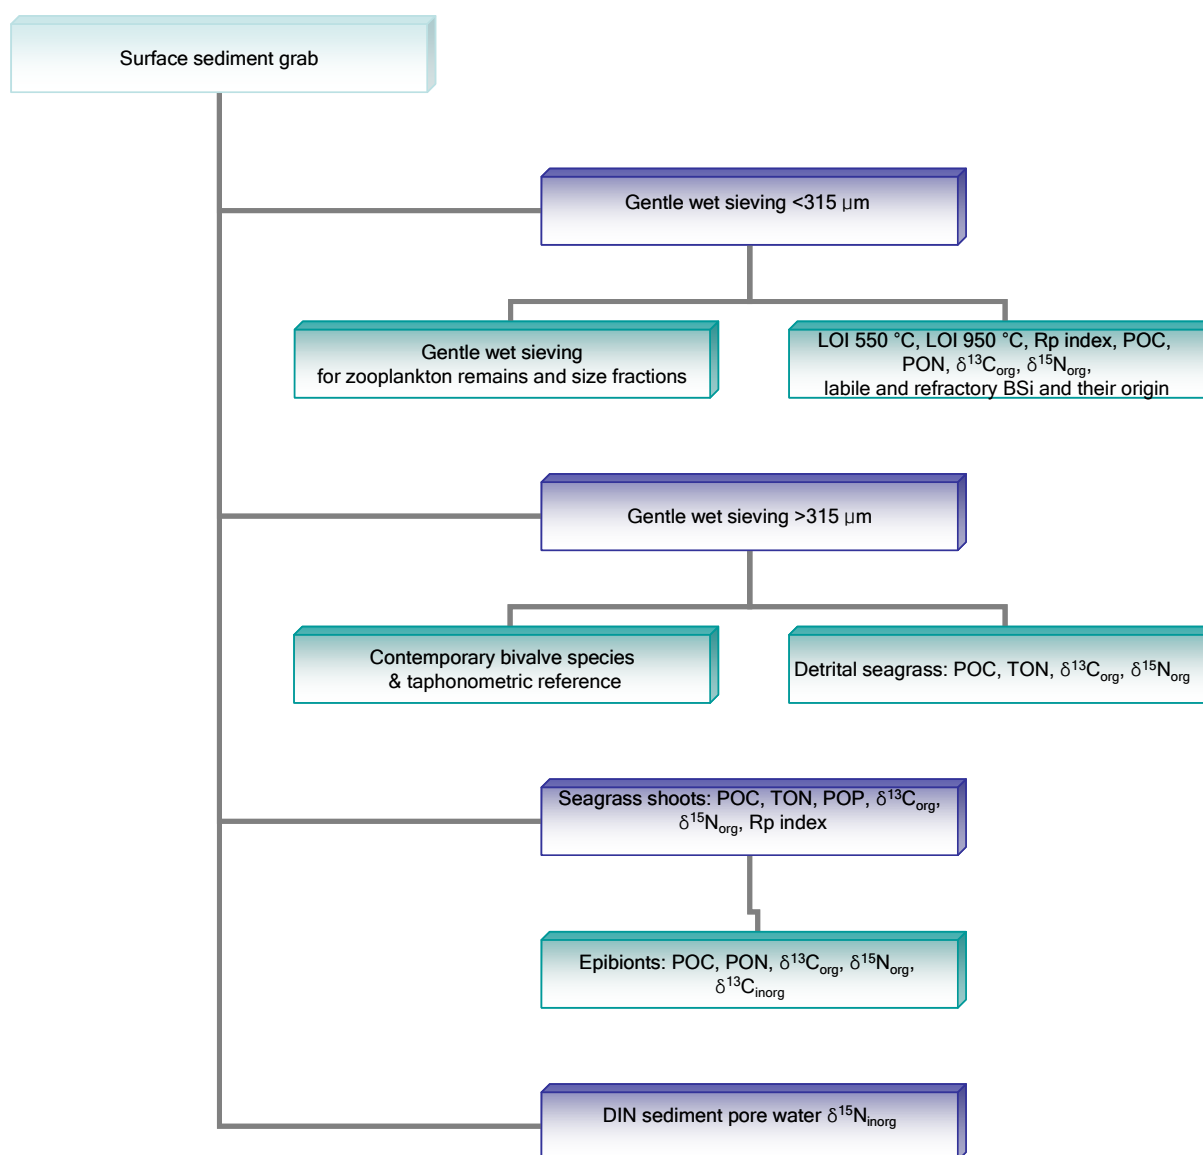 Surface sediment grab
Gentle wet sieving <315 µm
Gentle wet sieving
for zooplankton remains and size fractions
LOI 550 °C, LOI 950 °C, Rp index, POC,
PON, δ¹³Corg, δ¹⁵Norg,
labile and refractory BSi and their origin
Gentle wet sieving >315 µm
Contemporary bivalve species
& taphonometric reference
Detrital seagrass: POC, TON, δ¹³Corg, δ¹⁵Norg
Seagrass shoots: POC, TON, POP, δ¹³Corg,
δ¹⁵Norg, Rp index
Epibionts: POC, PON, δ¹³Corg, δ¹⁵Norg,
δ¹³Cinorg
DIN sediment pore water δ¹⁵Ninorg